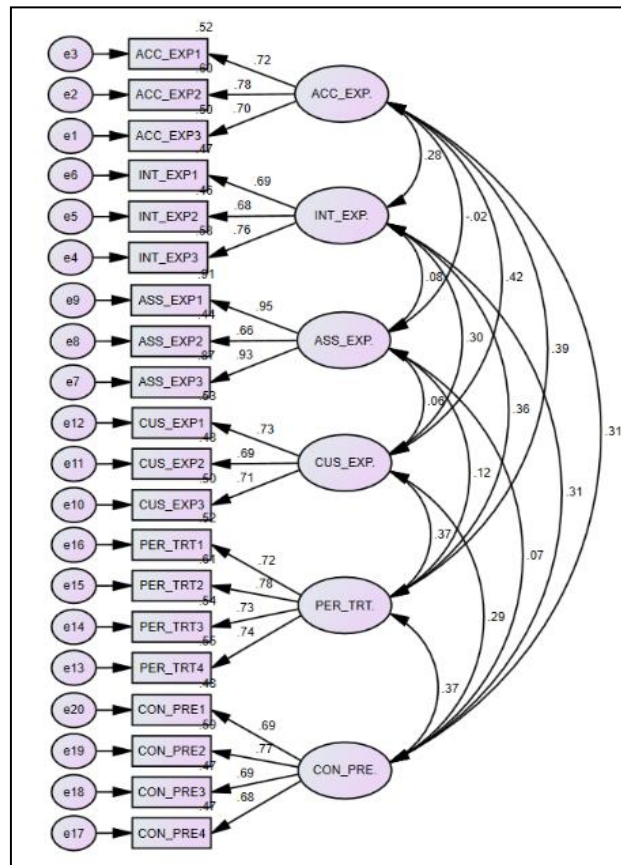 .52
e3 ACC_EXP1 .72
.60
e2 ACC_EXP2 .78 ACC_EXP.
.50
e1 ACC_EXP3 .70
.47
e6 INT_EXP1 .69 .28
.46
e5 INT_EXP2 .68 INT_EXP. -.02
.58
e4 INT_EXP3 .76
.91
e9 ASS_EXP1 .95 .08 .42
.44
e8 ASS_EXP2 .66 ASS_EXP. .30 .39
.87
e7 ASS_EXP3 .93
.53
e12 CUS_EXP1 .73 .06 .36 .31
.48
e11 CUS_EXP2 .69 CUS_EXP. .12 .31
.50
e10 CUS_EXP3 .71
.52
e16 PER_TRT1 .72 .37 .07
.61
e15 PER_TRT2 .78 PER_TRT.
.54
e14 PER_TRT3 .73 .29
.55
e13 PER_TRT4 .74
.48
e20 CON_PRE1 .69 .37
.59
e19 CON_PRE2 .77 CON_PRE.
.47
e18 CON_PRE3 .69
.47
e17 CON_PRE4 .68